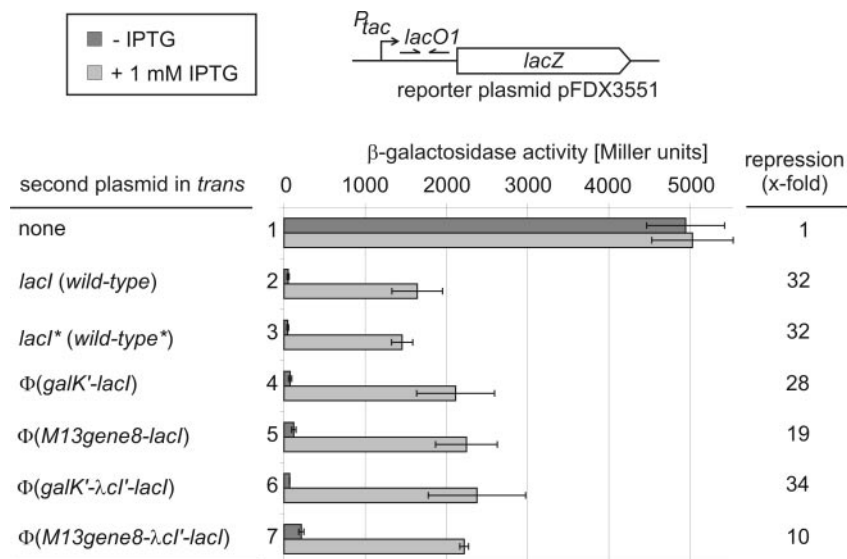 - IPTG
+ 1 mM IPTG
Ptac
lacO1
lacZ
reporter plasmid pFDX3551
β-galactosidase activity [Miller units]
repression
(x-fold)
second plasmid in trans
0 1000 2000 3000 4000 5000
none 1 1
lacI (wild-type) 2 32
lacI* (wild-type*) 3 32
Φ(galK'-lacI) 4 28
Φ(M13gene8-lacI) 5 19
Φ(galK'-λcI'-lacI) 6 34
Φ(M13gene8-λcI'-lacI) 7 10